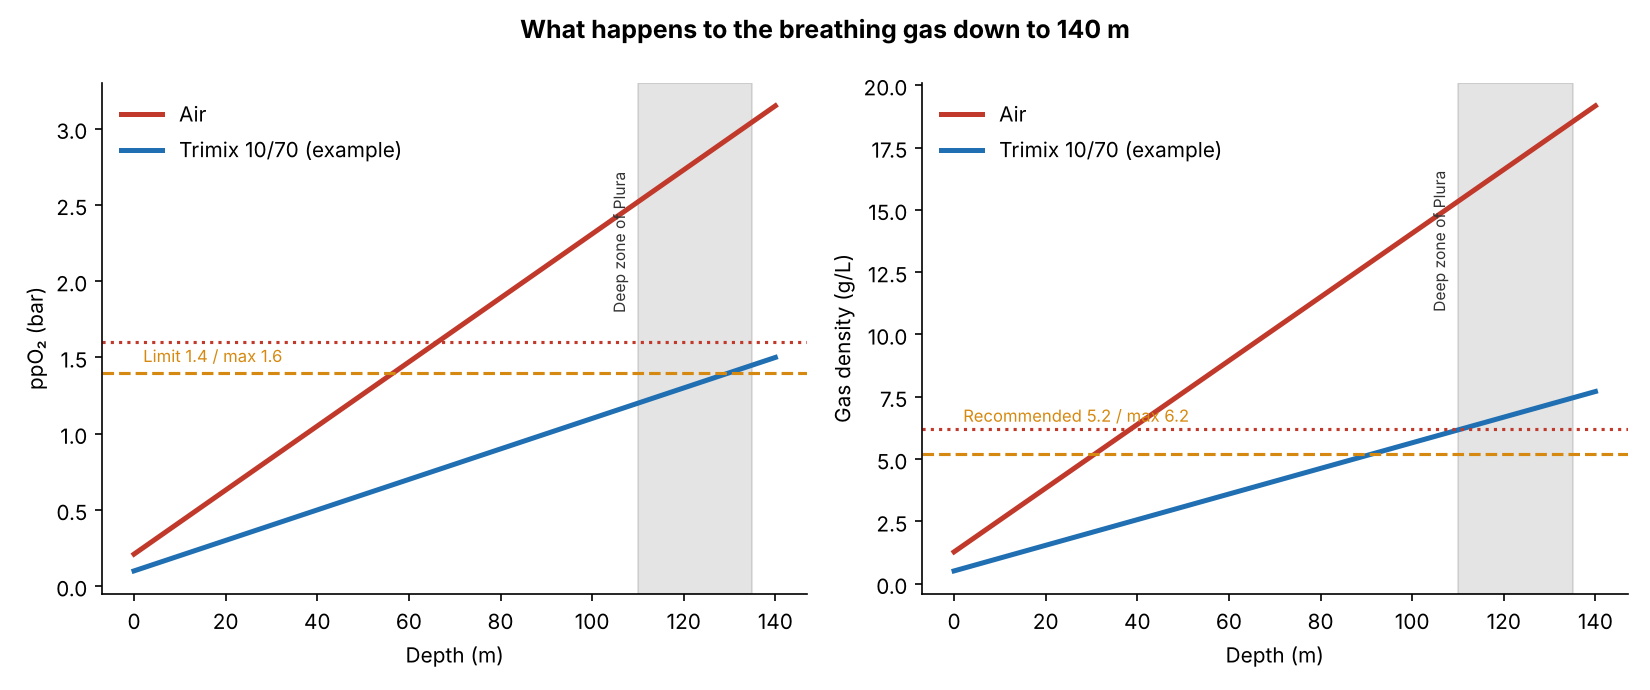 What happens to the breathing gas down to 140 m
Air
Trimix 10/70 (example)
Deep zone of Plura
Limit 1.4 / max 1.6
ppO₂ (bar)
3.0
2.5
2.0
1.5
1.0
0.5
0.0
0 20 40 60 80 100 120 140
Depth (m)
Air
Trimix 10/70 (example)
Deep zone of Plura
Recommended 5.2 / max 6.2
Gas density (g/L)
20.0
17.5
15.0
12.5
10.0
7.5
5.0
2.5
0.0
0 20 40 60 80 100 120 140
Depth (m)